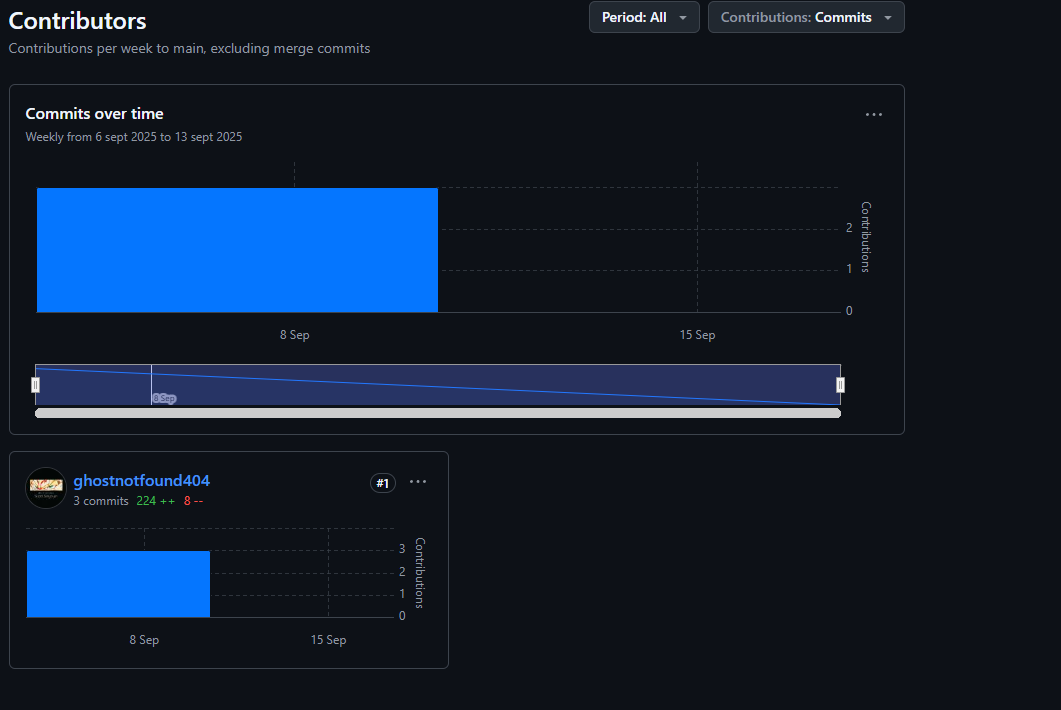 Contributors
Period: All
Contributions: Commits
Contributions per week to main, excluding merge commits
Commits over time
Weekly from 6 sept 2025 to 13 sept 2025
2
1
0
Contributions
8 Sep
15 Sep
8 Sep
ghostnotfound404
#1
3 commits 224 ++ 8 --
3
2
1
0
Contributions
8 Sep
15 Sep